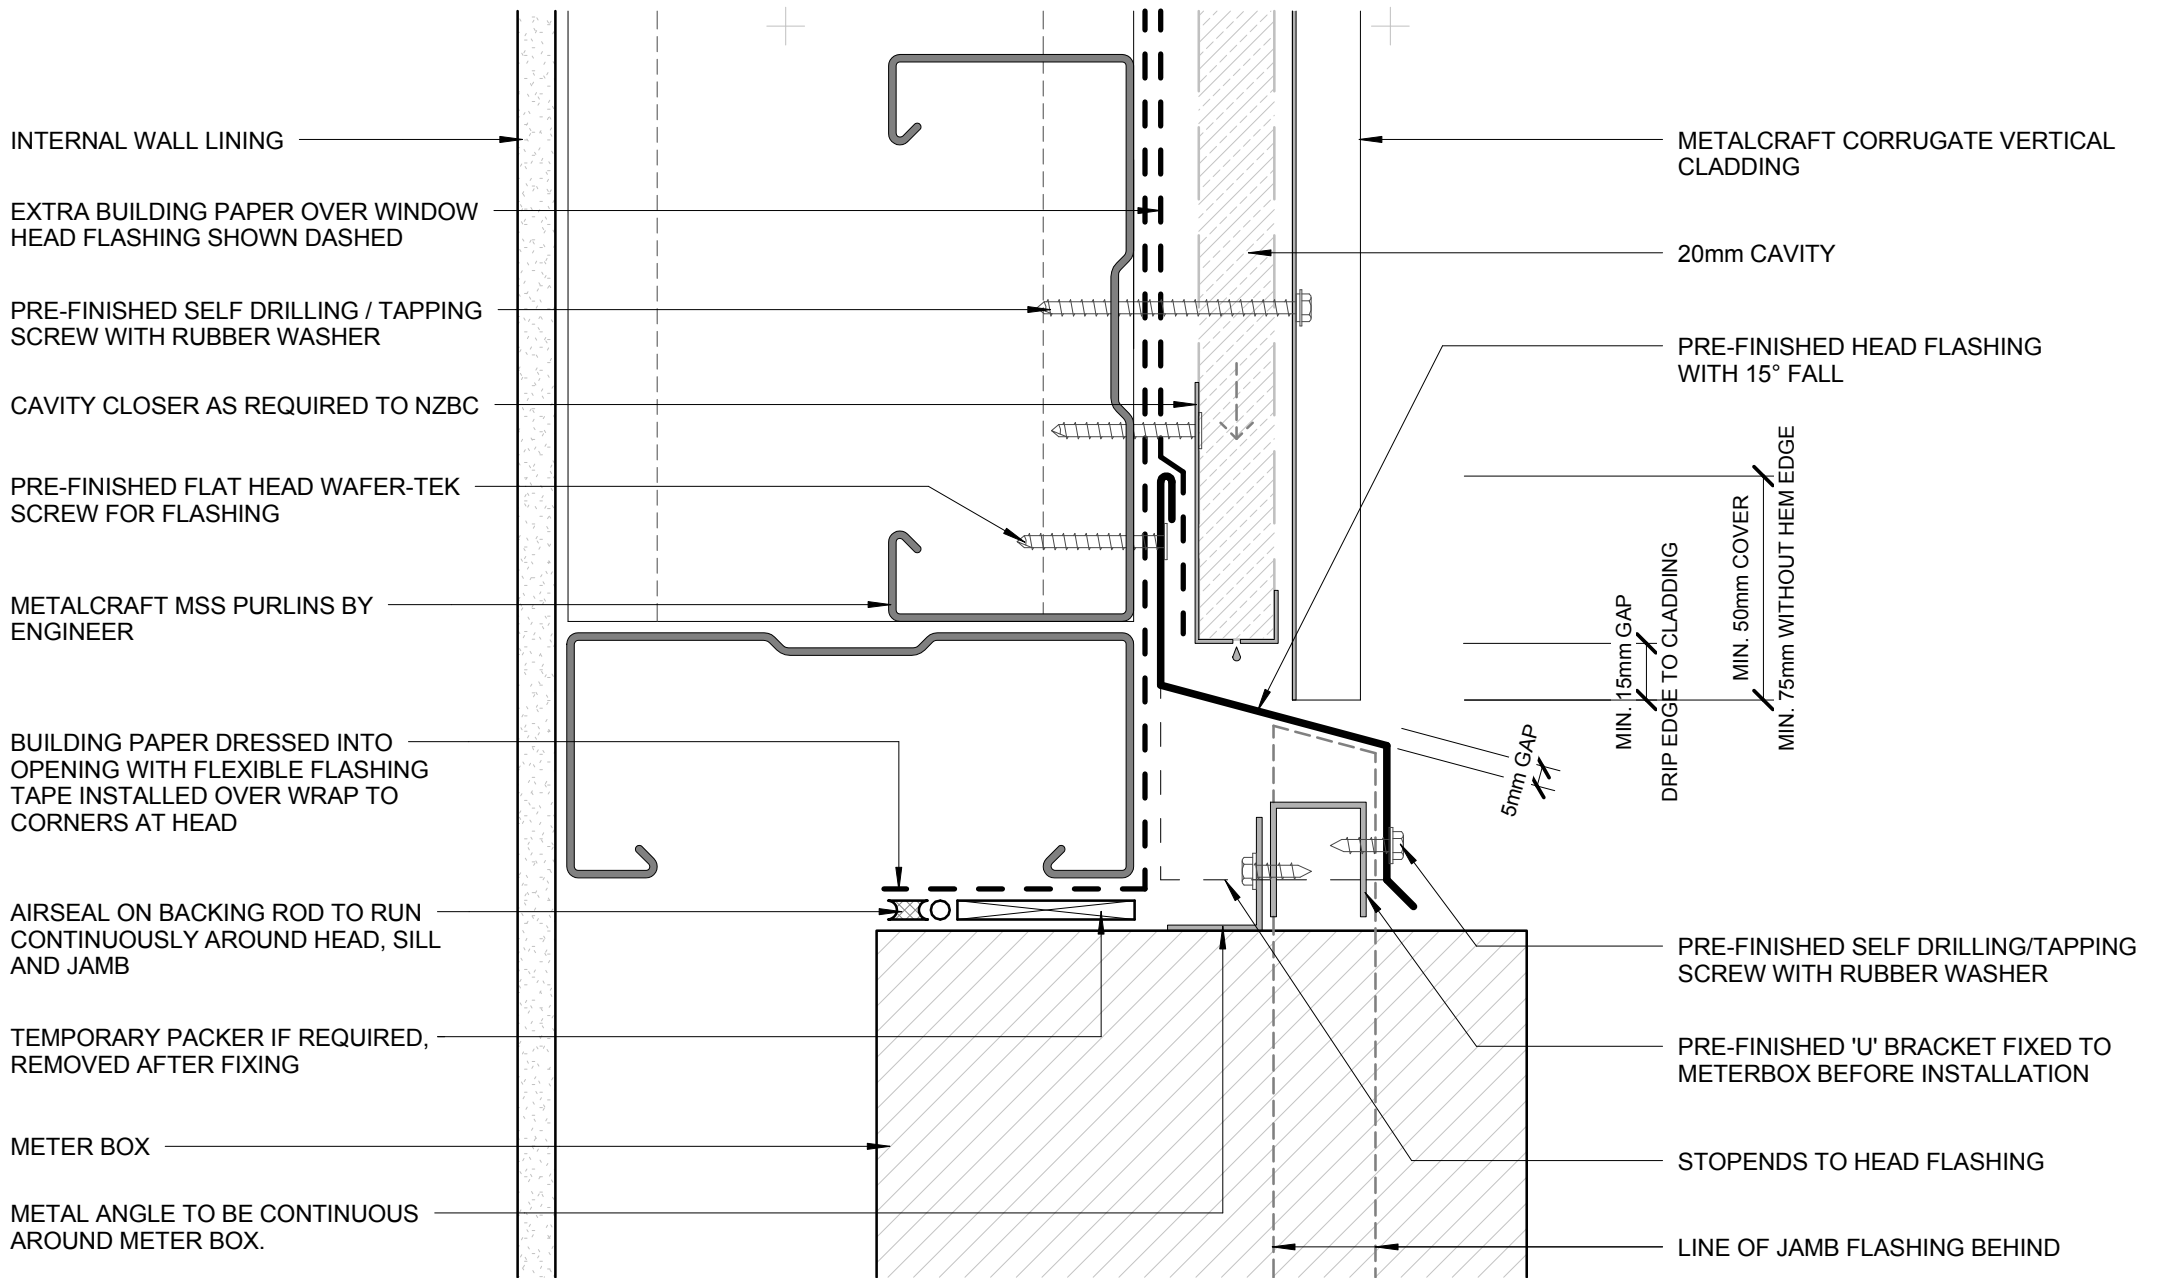 INTERNAL WALL LINING
EXTRA BUILDING PAPER OVER WINDOW
HEAD FLASHING SHOWN DASHED
PRE-FINISHED SELF DRILLING / TAPPING
SCREW WITH RUBBER WASHER
CAVITY CLOSER AS REQUIRED TO NZBC
PRE-FINISHED FLAT HEAD WAFER-TEK
SCREW FOR FLASHING
METALCRAFT MSS PURLINS BY
ENGINEER
BUILDING PAPER DRESSED INTO
OPENING WITH FLEXIBLE FLASHING
TAPE INSTALLED OVER WRAP TO
CORNERS AT HEAD
AIRSEAL ON BACKING ROD TO RUN
CONTINUOUSLY AROUND HEAD, SILL
AND JAMB
TEMPORARY PACKER IF REQUIRED,
REMOVED AFTER FIXING
METER BOX
METAL ANGLE TO BE CONTINUOUS
AROUND METER BOX.
METALCRAFT CORRUGATE VERTICAL
CLADDING
20mm CAVITY
PRE-FINISHED HEAD FLASHING
WITH 15° FALL
5mm GAP
MIN. 15mm GAP
DRIP EDGE TO CLADDING
MIN. 50mm COVER
MIN. 75mm WITHOUT HEM EDGE
PRE-FINISHED SELF DRILLING/TAPPING
SCREW WITH RUBBER WASHER
PRE-FINISHED 'U' BRACKET FIXED TO
METERBOX BEFORE INSTALLATION
STOPENDS TO HEAD FLASHING
LINE OF JAMB FLASHING BEHIND